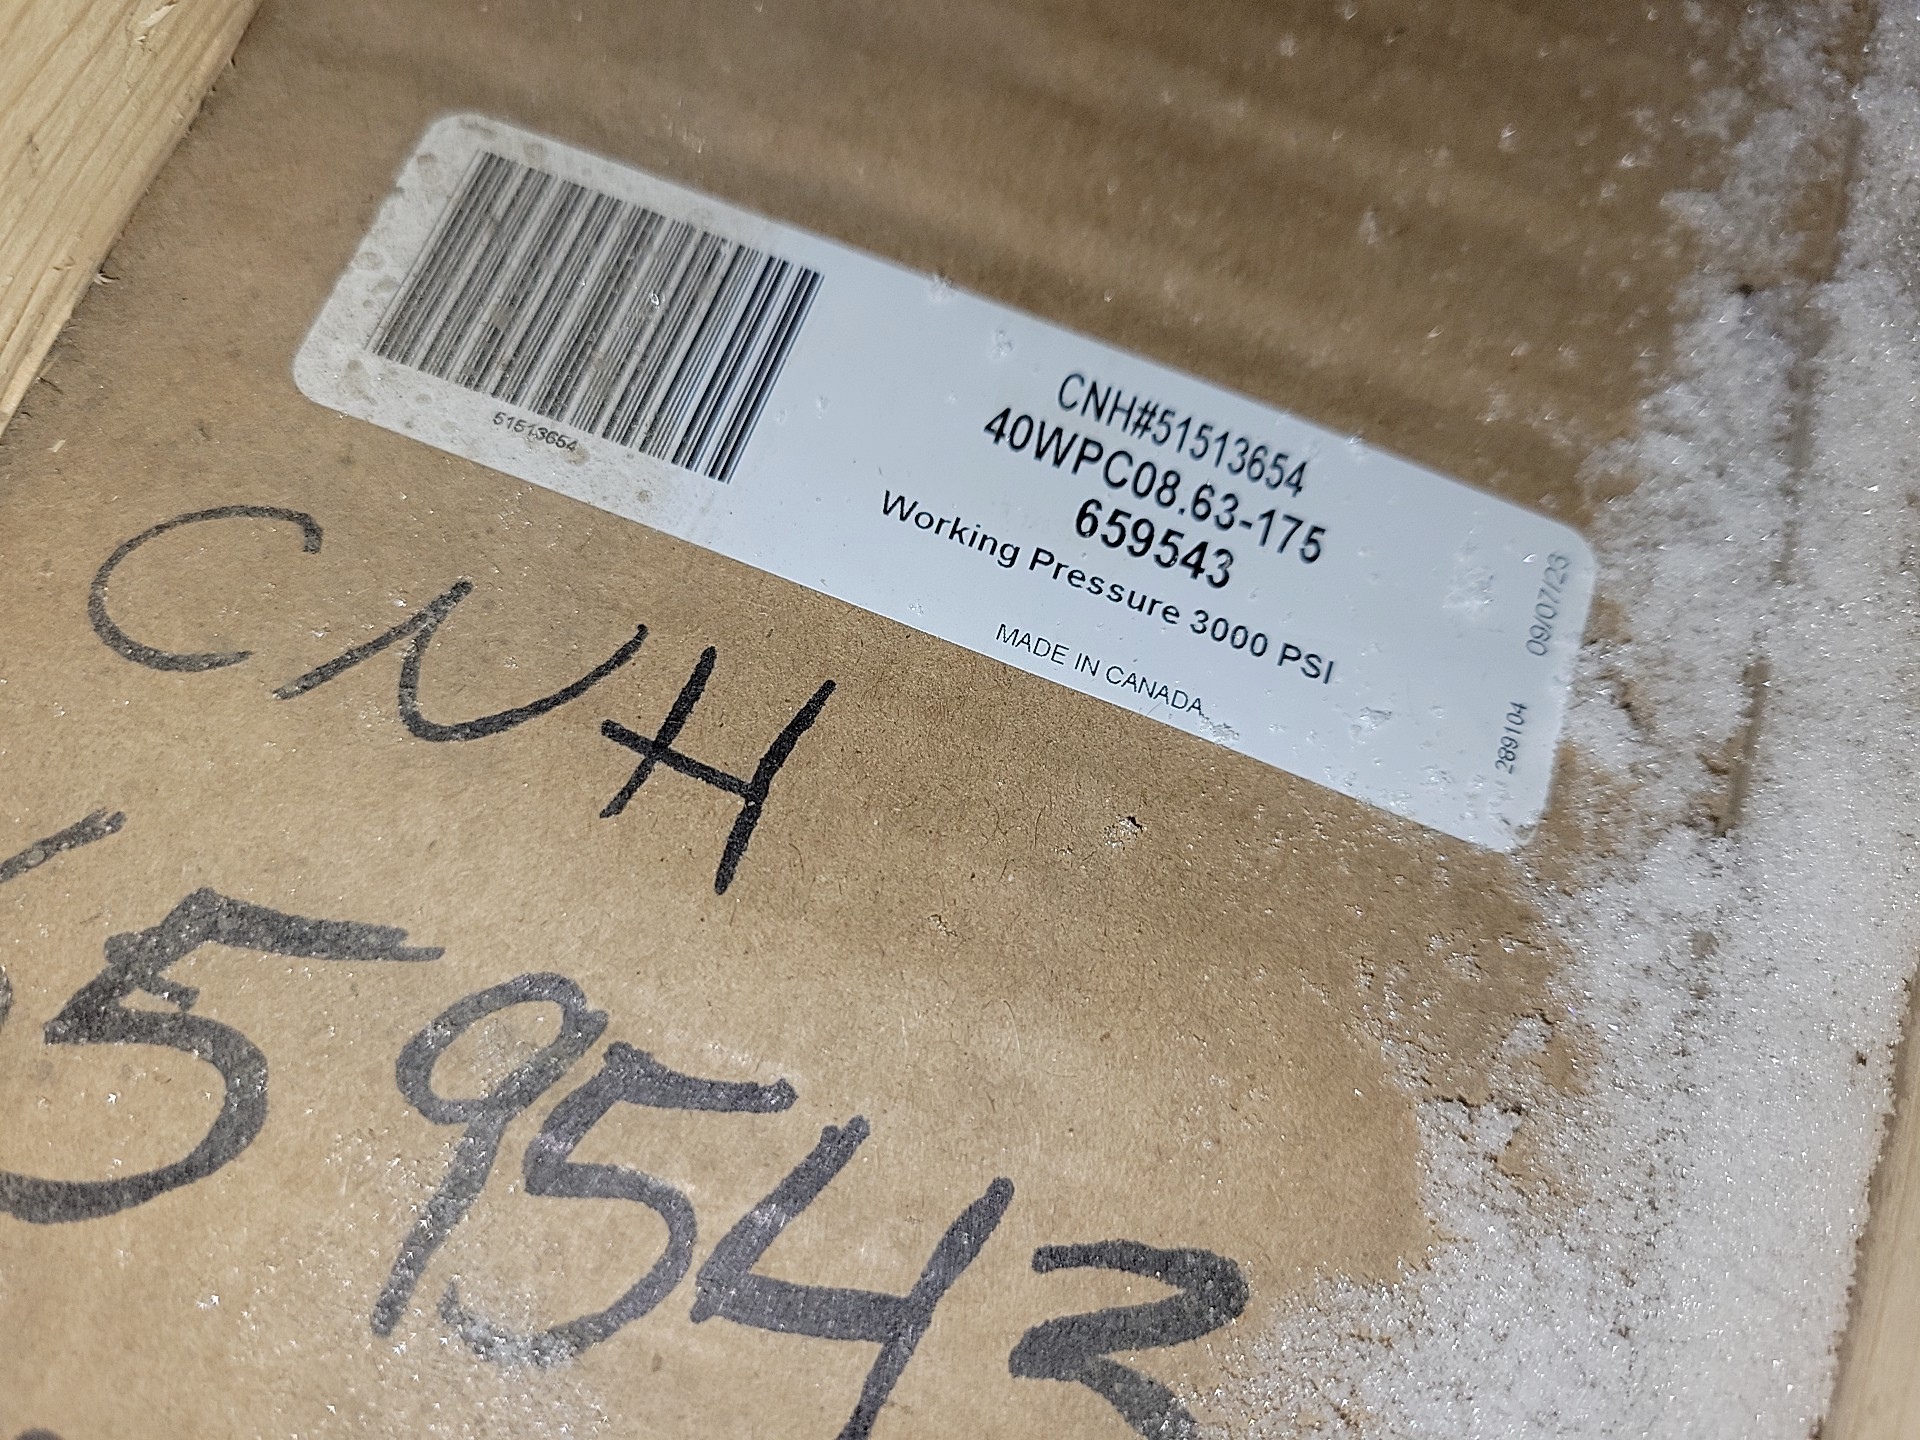 51513654
CNH#51513654
40WPC08.63-175
659543
Working Pressure 3000 PSI
MADE IN CANADA
289104
09/07/23
CNH
659543